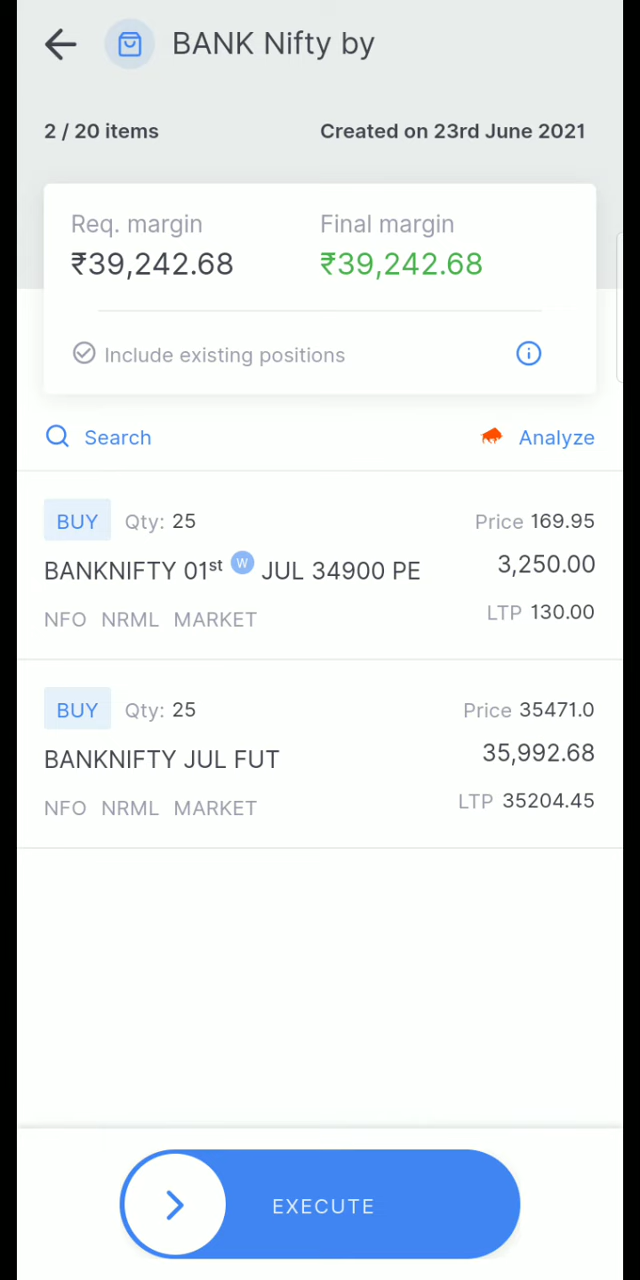 BANK Nifty by
2 / 20 items Created on 23rd June 2021
Req. margin Final margin
₹39,242.68 ₹39,242.68
Include existing positions
Search Analyze
BUY Qty: 25 Price 169.95
BANKNIFTY 01st W JUL 34900 PE 3,250.00
NFO NRML MARKET LTP 130.00
BUY Qty: 25 Price 35471.0
BANKNIFTY JUL FUT 35,992.68
NFO NRML MARKET LTP 35204.45
EXECUTE